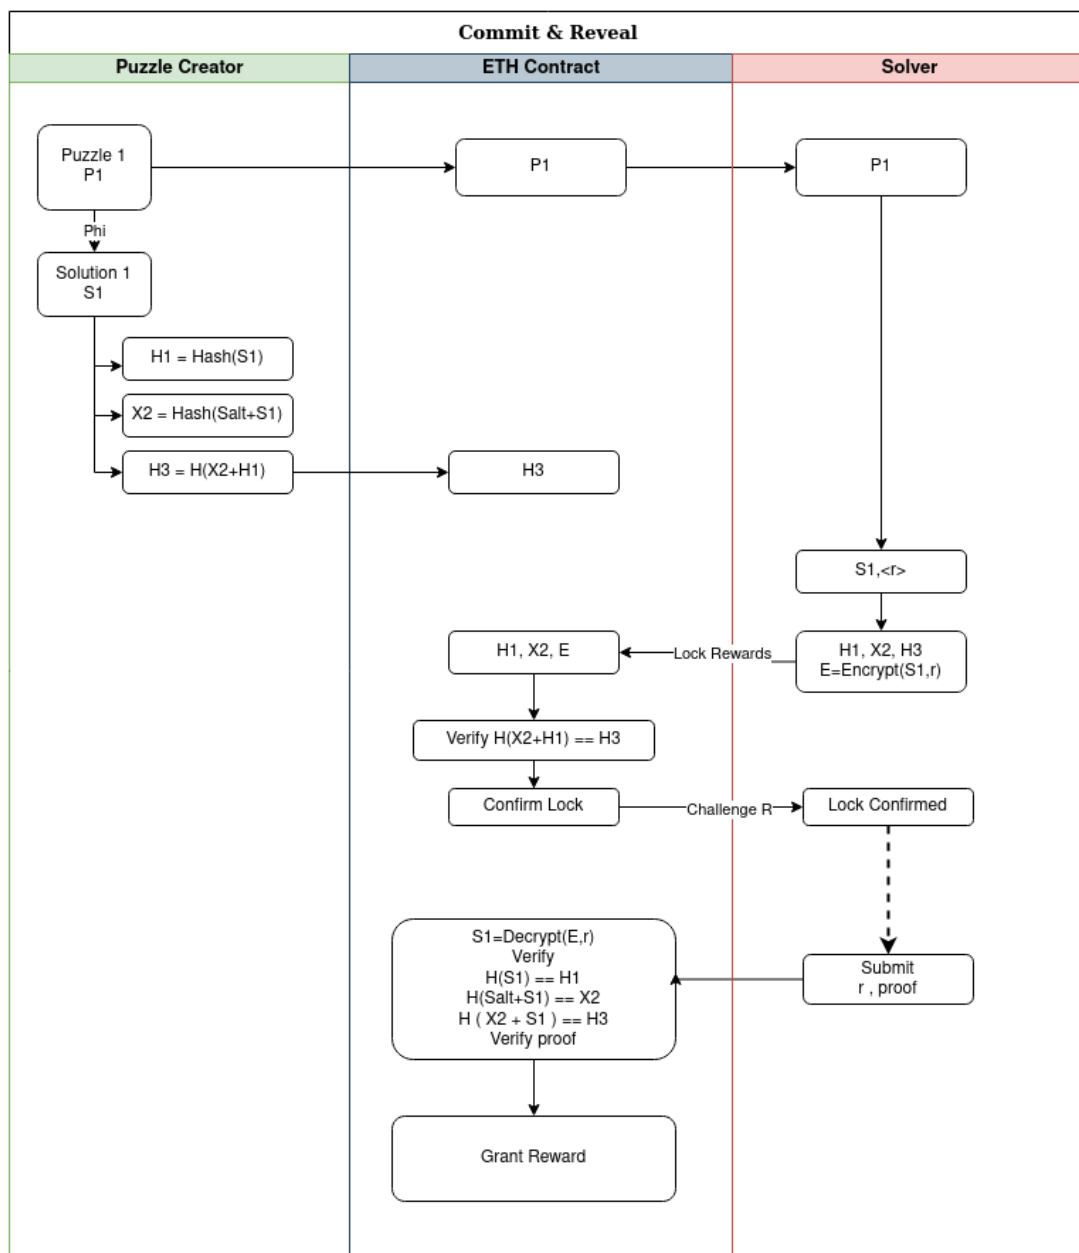 Commit & Reveal
Puzzle Creator
ETH Contract
Solver
Puzzle 1
P1
P1
P1
Phi
Solution 1
S1
H1 = Hash(S1)
X2 = Hash(Salt+S1)
H3 = H(X2+H1)
H3
S1,<r>
H1, X2, H3
E=Encrypt(S1,r)
Lock Rewards
H1, X2, E
Verify H(X2+H1) == H3
Confirm Lock
Challenge R
Lock Confirmed
Submit
r , proof
S1=Decrypt(E,r)
Verify
H(S1) == H1
H(Salt+S1) == X2
H ( X2 + S1 ) == H3
Verify proof
Grant Reward